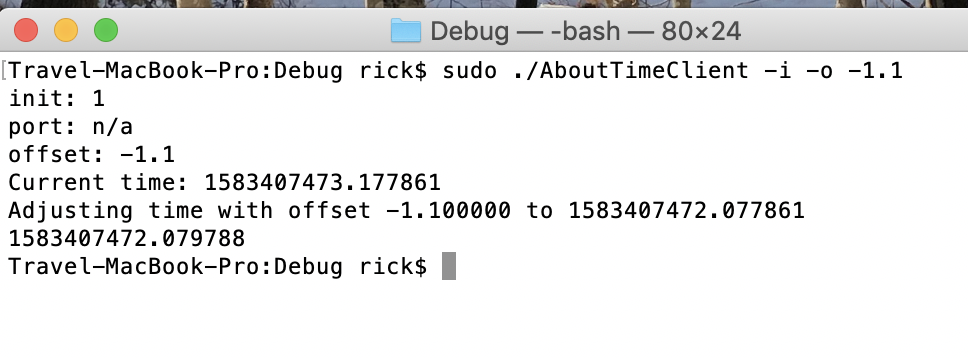 Debug — -bash — 80×24
Travel-MacBook-Pro:Debug rick$ sudo ./AboutTimeClient -i -o -1.1
init: 1
port: n/a
offset: -1.1
Current time: 1583407473.177861
Adjusting time with offset -1.100000 to 1583407472.077861
1583407472.079788
Travel-MacBook-Pro:Debug rick$